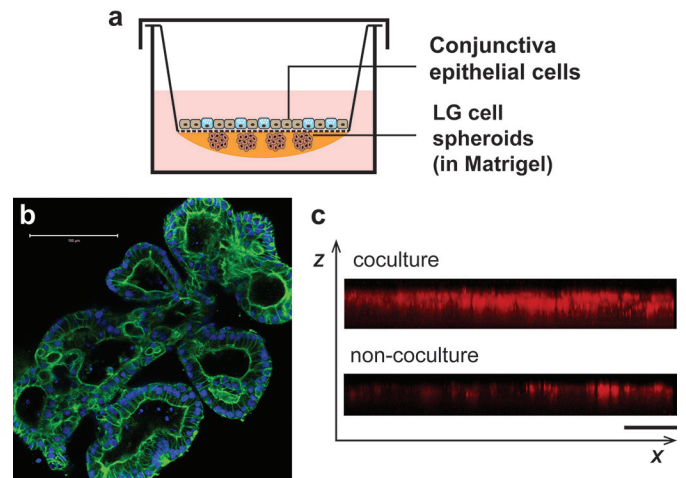 a
Conjunctiva
epithelial cells
LG cell
spheroids
(in Matrigel)
b
c
z
coculture
non-coculture
x